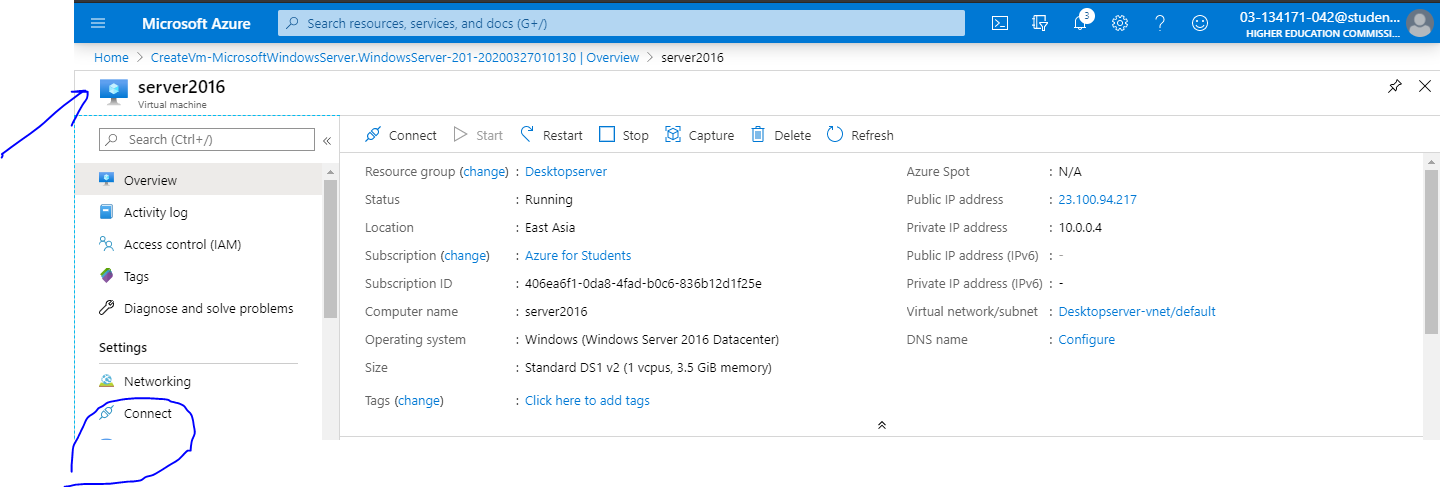 Microsoft Azure
Search resources, services, and docs (G+/)
3
03-134171-042@studen...
HIGHER EDUCATION COMMISSI...
Home > CreateVm-MicrosoftWindowsServer.WindowsServer-201-20200327010130 | Overview > server2016
server2016
Virtual machine
Search (Ctrl+/)
«
Overview
Activity log
Access control (IAM)
Tags
Diagnose and solve problems
Settings
Networking
Connect
Connect Start Restart Stop Capture Delete Refresh
Resource group (change) : Desktopserver
Status : Running
Location : East Asia
Subscription (change) : Azure for Students
Subscription ID : 406ea6f1-0da8-4fad-b0c6-836b12d1f25e
Computer name : server2016
Operating system : Windows (Windows Server 2016 Datacenter)
Size : Standard DS1 v2 (1 vcpus, 3.5 GiB memory)
Tags (change) : Click here to add tags
Azure Spot : N/A
Public IP address : 23.100.94.217
Private IP address : 10.0.0.4
Public IP address (IPv6) : -
Private IP address (IPv6) : -
Virtual network/subnet : Desktopserver-vnet/default
DNS name : Configure